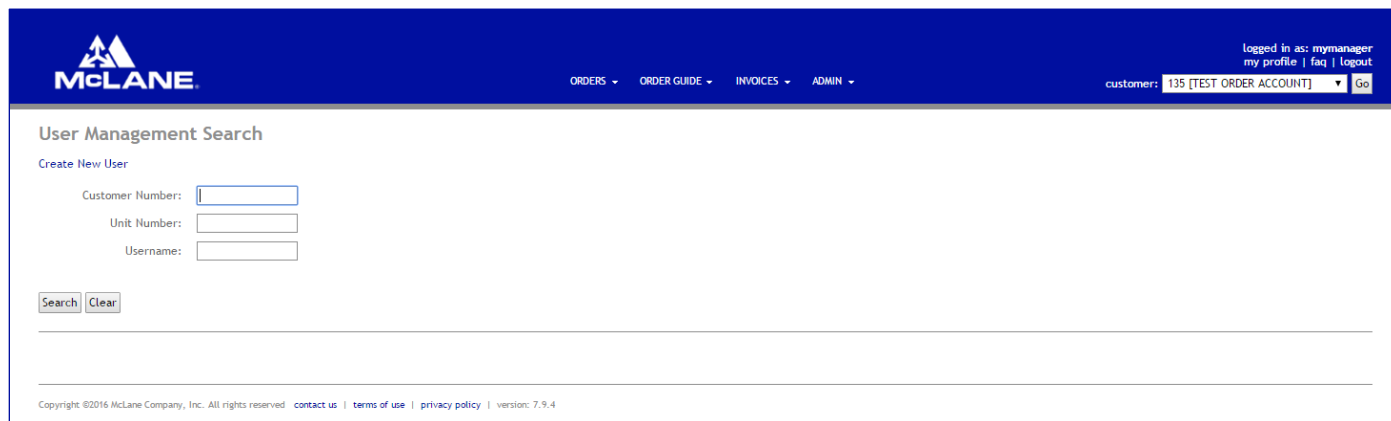 McLANE.
ORDERS ORDER GUIDE INVOICES ADMIN
logged in as: mymanager
my profile | faq | logout
customer: 135 [TEST ORDER ACCOUNT] Go
User Management Search
Create New User
Customer Number:
Unit Number:
Username:
Search Clear
Copyright ©2016 McLane Company, Inc. All rights reserved contact us | terms of use | privacy policy | version: 7.9.4